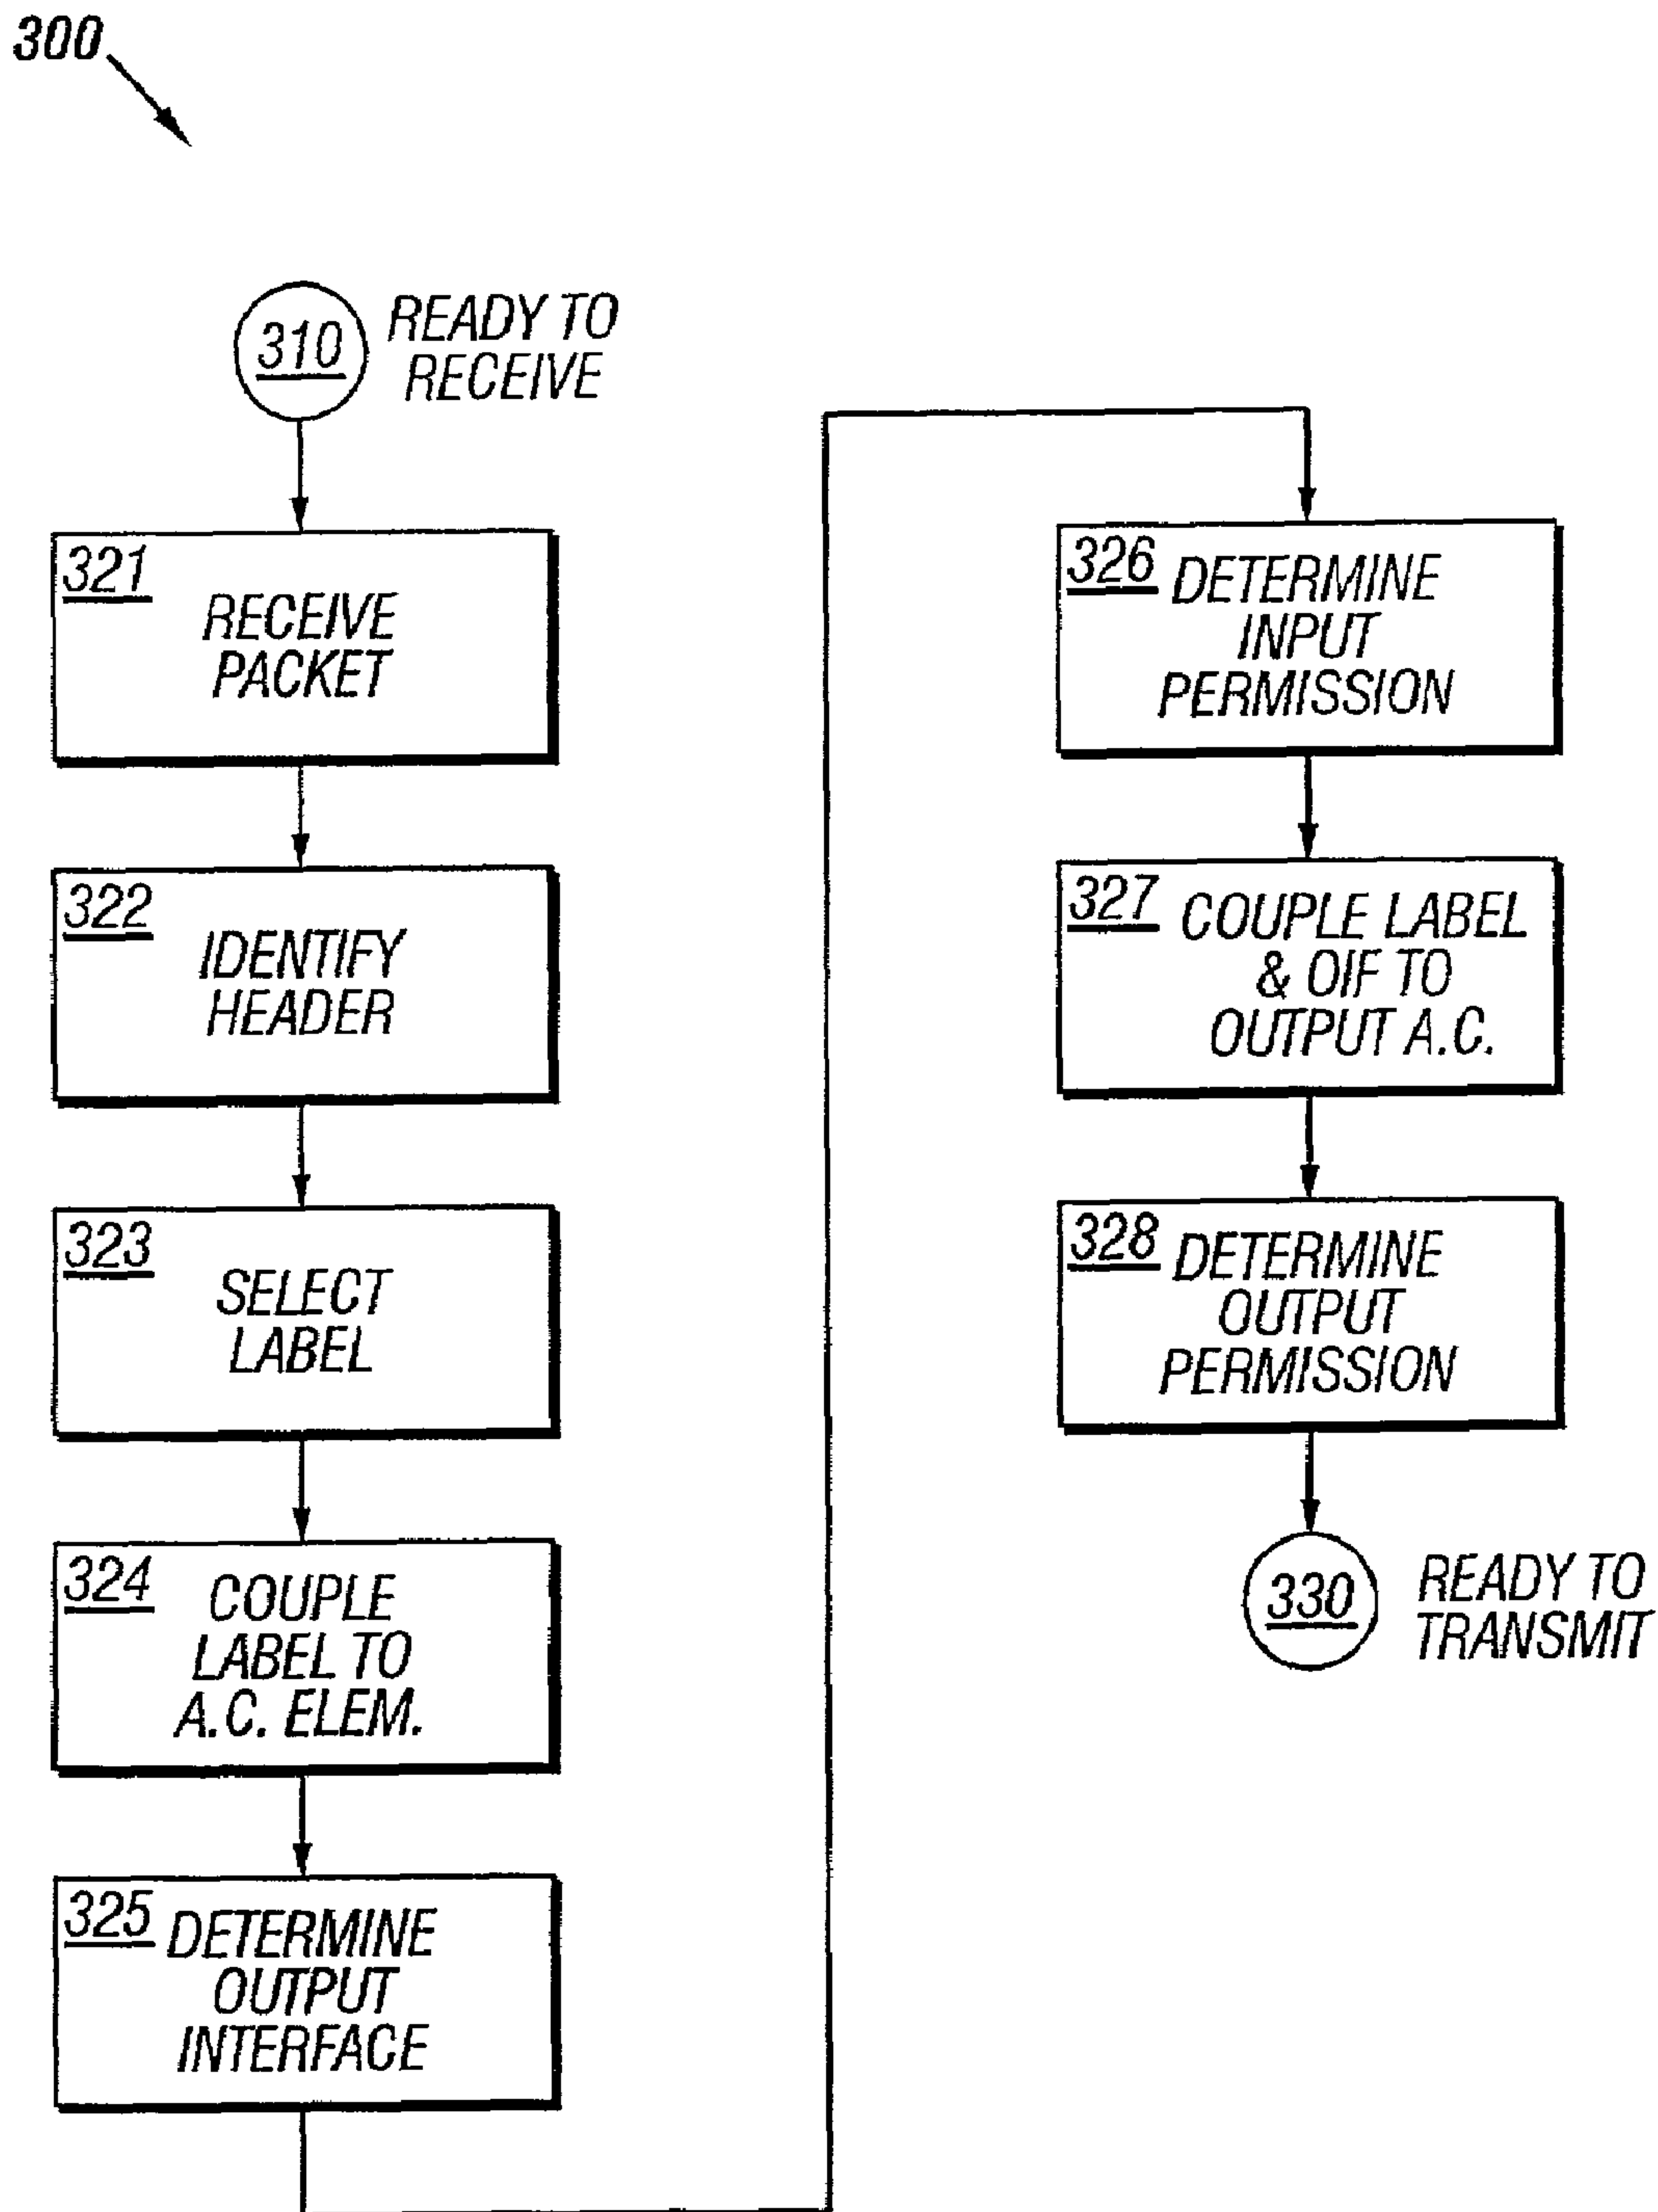 300
310
READY TO
RECEIVE
321
RECEIVE
PACKET
322
IDENTIFY
HEADER
323
SELECT
LABEL
324
COUPLE
LABEL TO
A.C. ELEM.
325
DETERMINE
OUTPUT
INTERFACE
326
DETERMINE
INPUT
PERMISSION
327
COUPLE LABEL
& OIF TO
OUTPUT A.C.
328
DETERMINE
OUTPUT
PERMISSION
330
READY TO
TRANSMIT